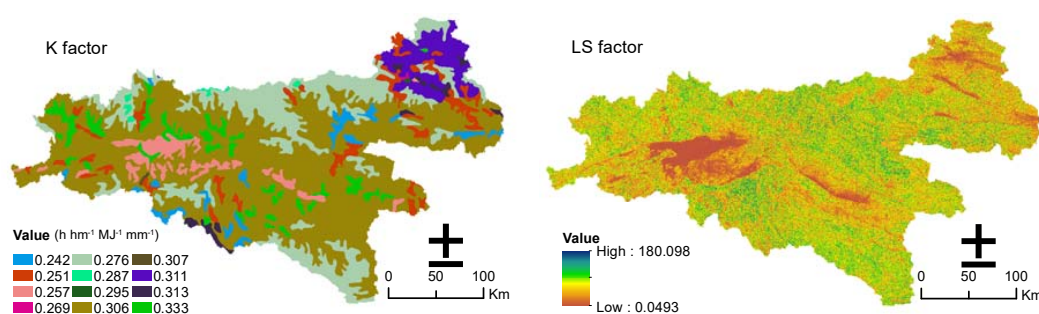 K factor
Value (h hm⁻¹ MJ⁻¹ mm⁻¹)
0.242 0.276 0.307
0.251 0.287 0.311
0.257 0.295 0.313
0.269 0.306 0.333
0 50 100
Km
LS factor
Value
High : 180.098
Low : 0.0493
0 50 100
Km